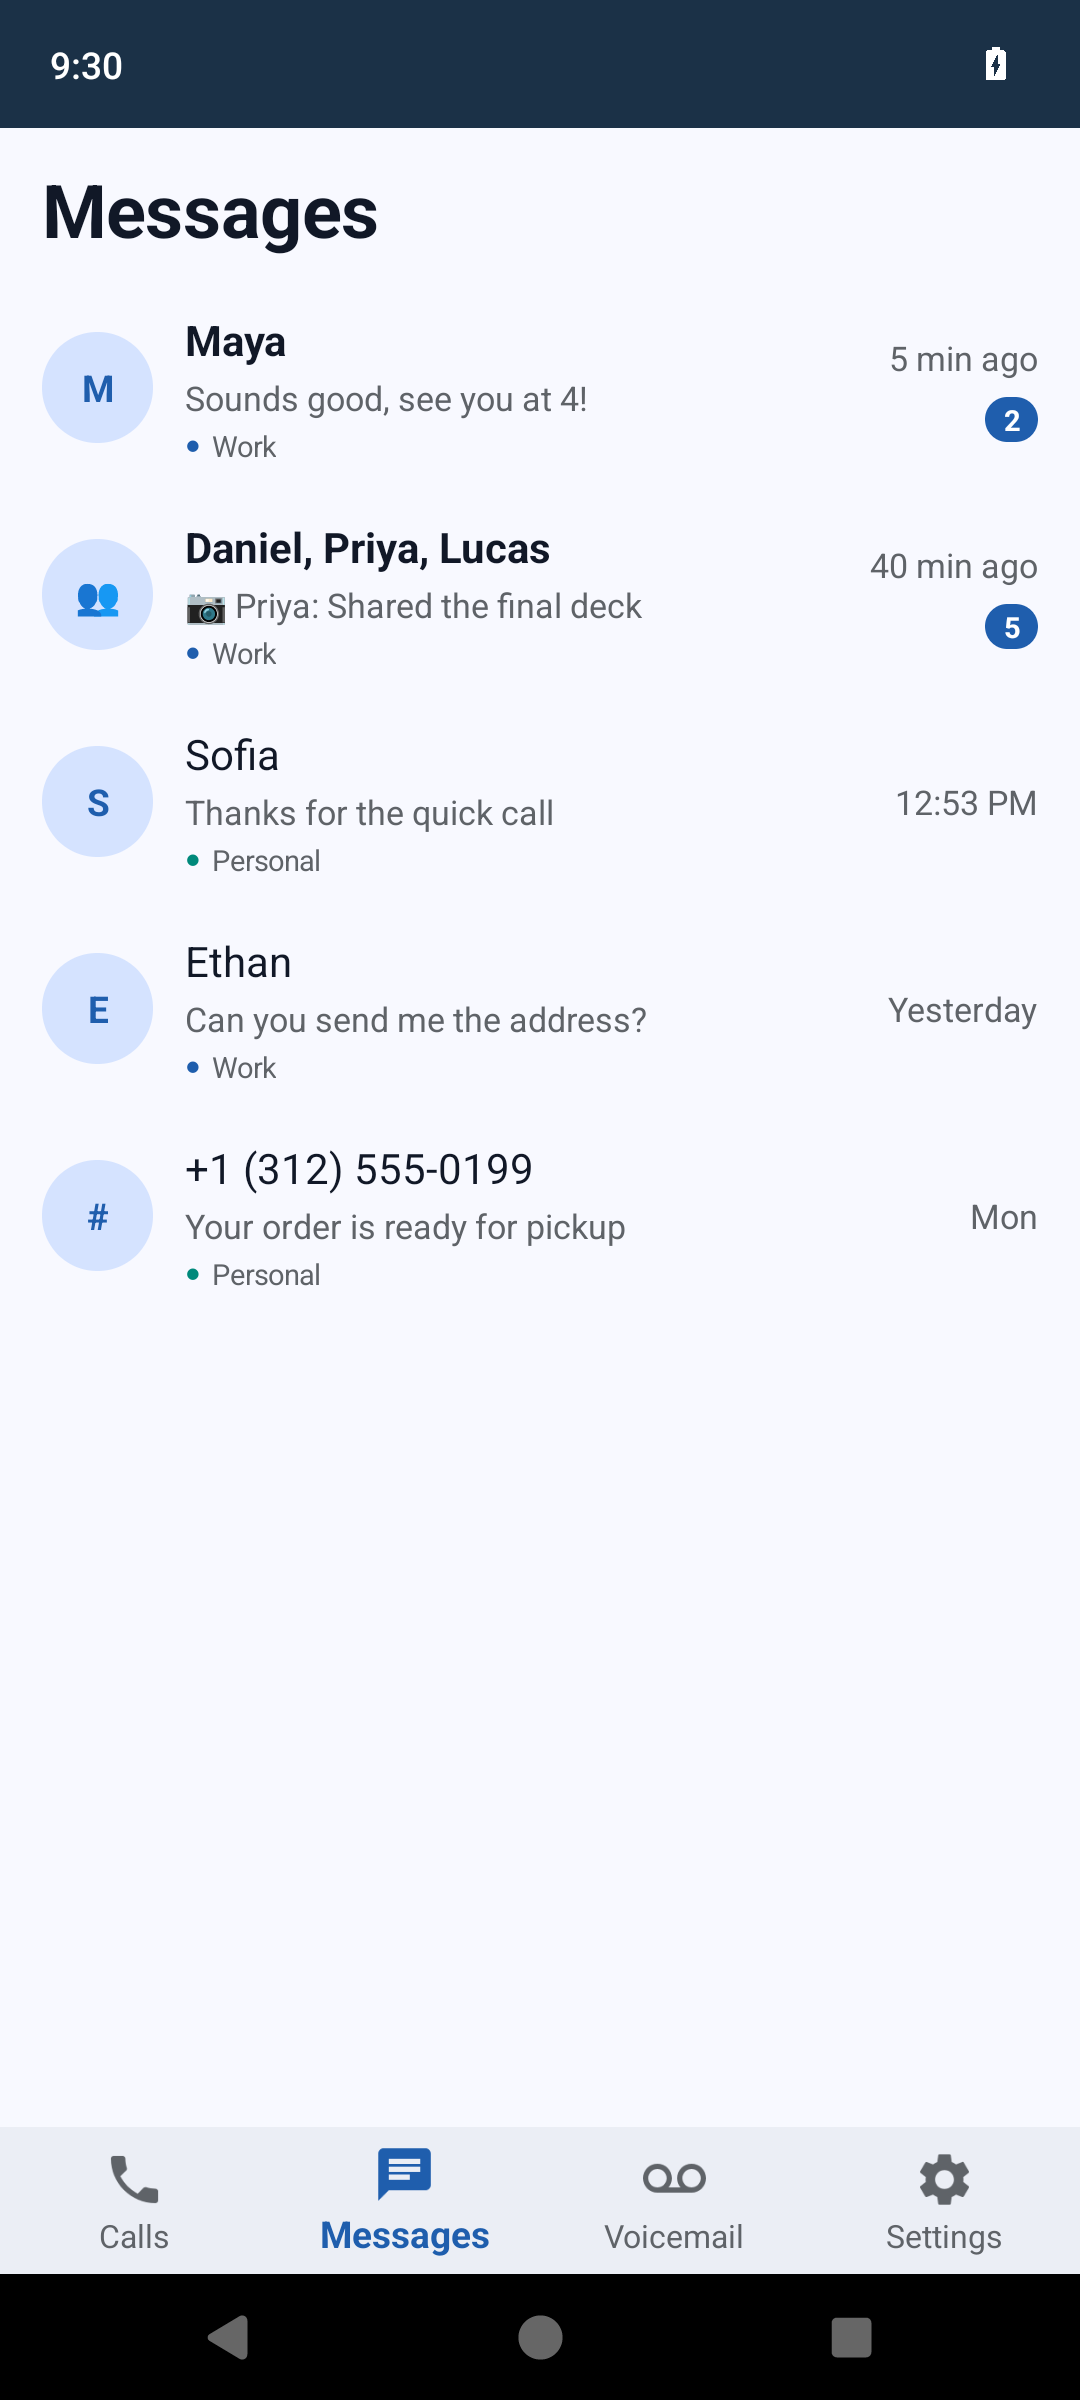 9:30
Messages
M
Maya
Sounds good, see you at 4!
Work
5 min ago
2
Daniel, Priya, Lucas
📷 Priya: Shared the final deck
Work
40 min ago
5
S
Sofia
Thanks for the quick call
Personal
12:53 PM
E
Ethan
Can you send me the address?
Work
Yesterday
#
+1 (312) 555-0199
Your order is ready for pickup
Personal
Mon
Calls
Messages
Voicemail
Settings